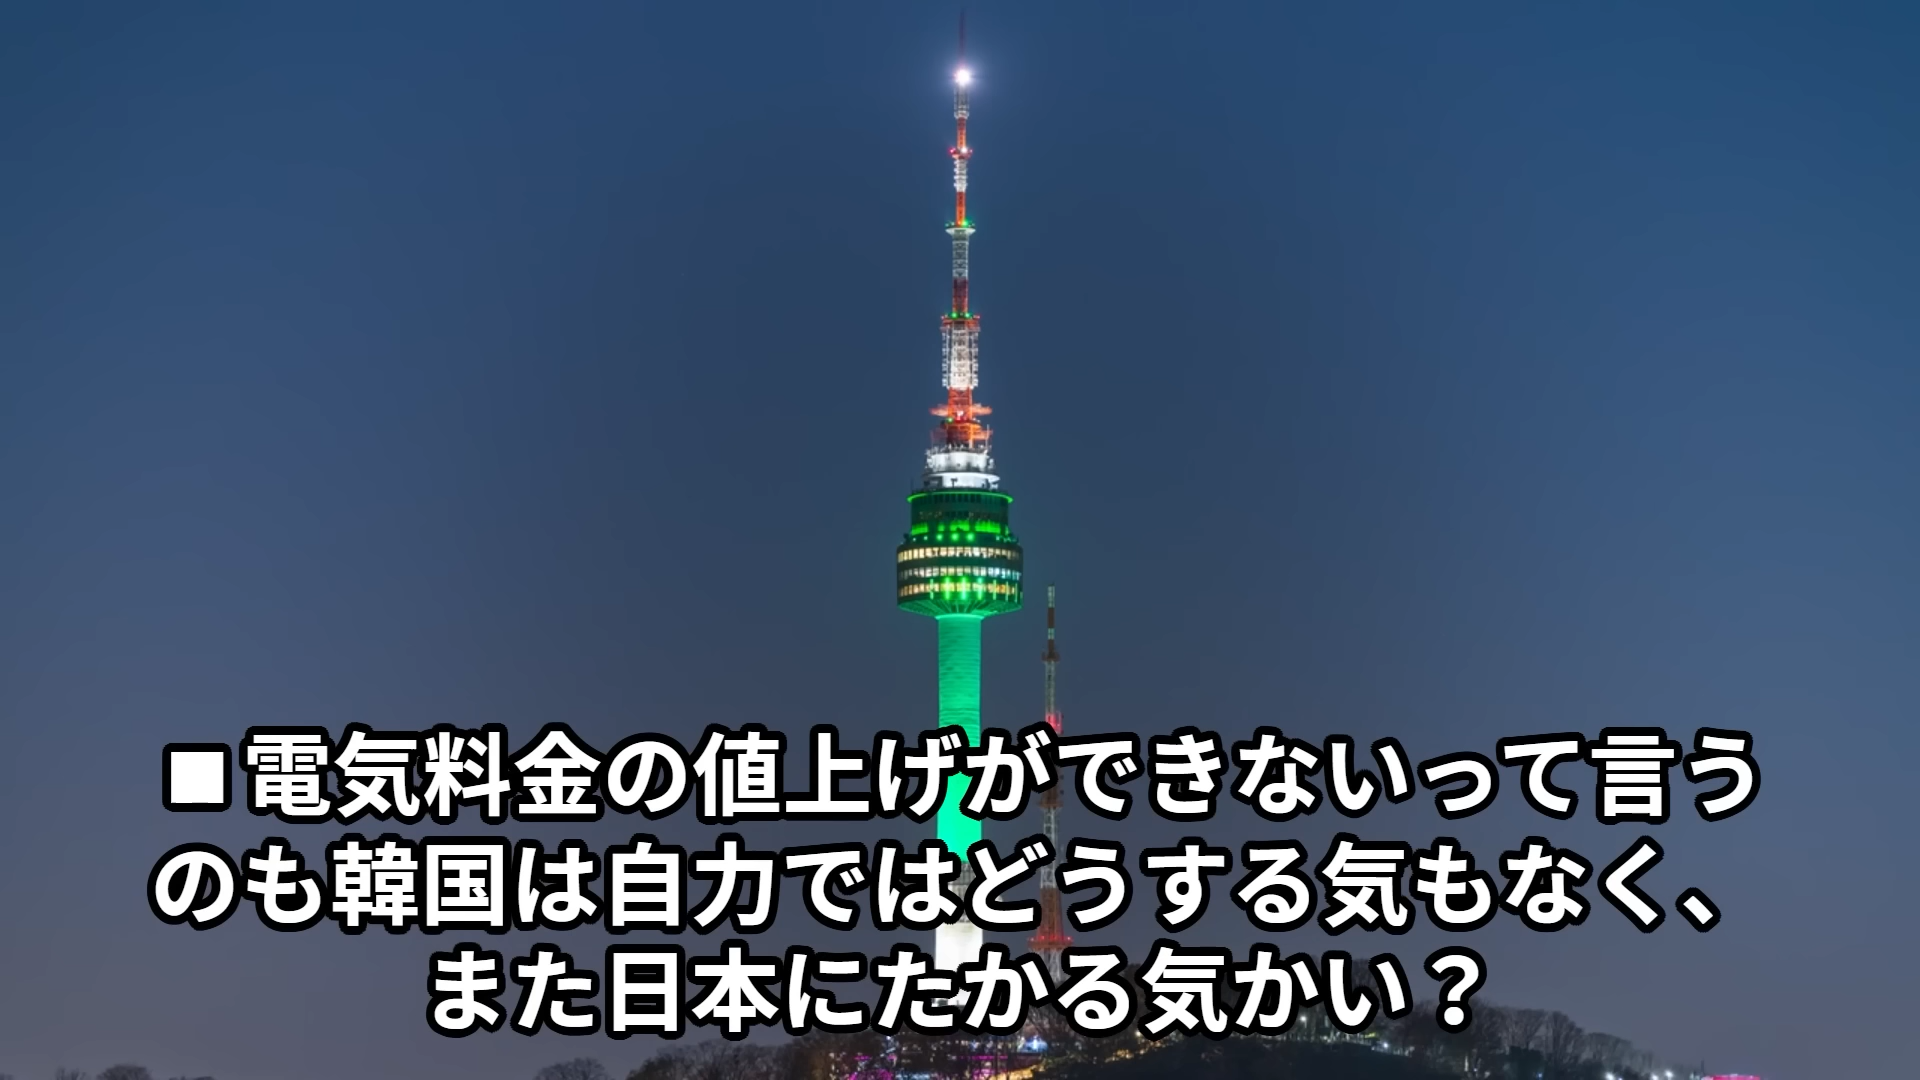 ■電気料金の値上げができないって言う
のも韓国は自力ではどうする気もなく、
また日本にたかる気かい？